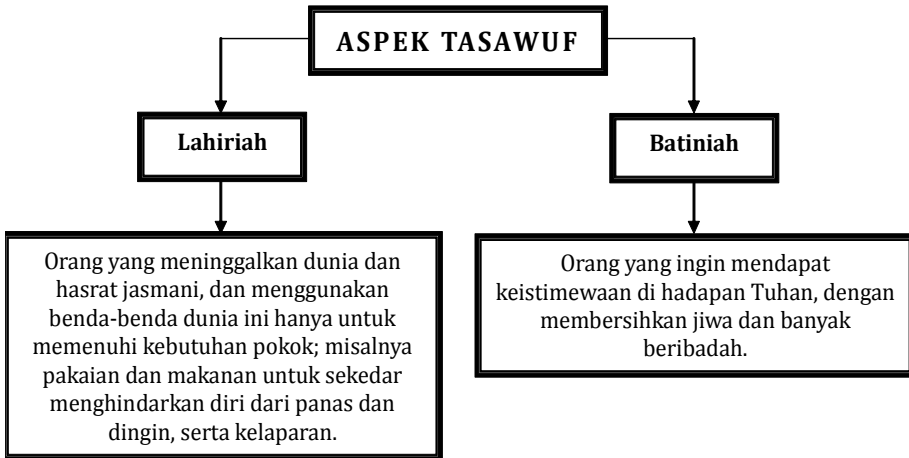 ASPEK TASAWUF
Lahiriah
Batiniah
Orang yang meninggalkan dunia dan
hasrat jasmani, dan menggunakan
benda-benda dunia ini hanya untuk
memenuhi kebutuhan pokok; misalnya
pakaian dan makanan untuk sekedar
menghindarkan diri dari panas dan
dingin, serta kelaparan.
Orang yang ingin mendapat
keistimewaan di hadapan Tuhan, dengan
membersihkan jiwa dan banyak
beribadah.